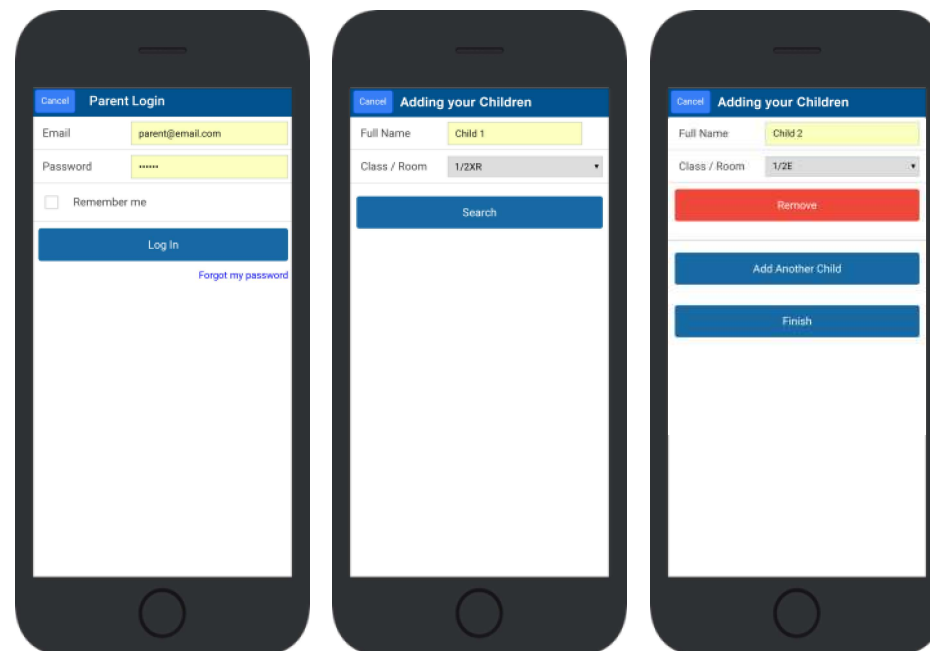 Cancel Parent Login
Email parent@email.com
Password ••••••
Remember me
Log In
Forgot my password
Cancel Adding your Children
Full Name Child 1
Class / Room 1/2XR
Search
Cancel Adding your Children
Full Name Child 2
Class / Room 1/2E
Remove
Add Another Child
Finish